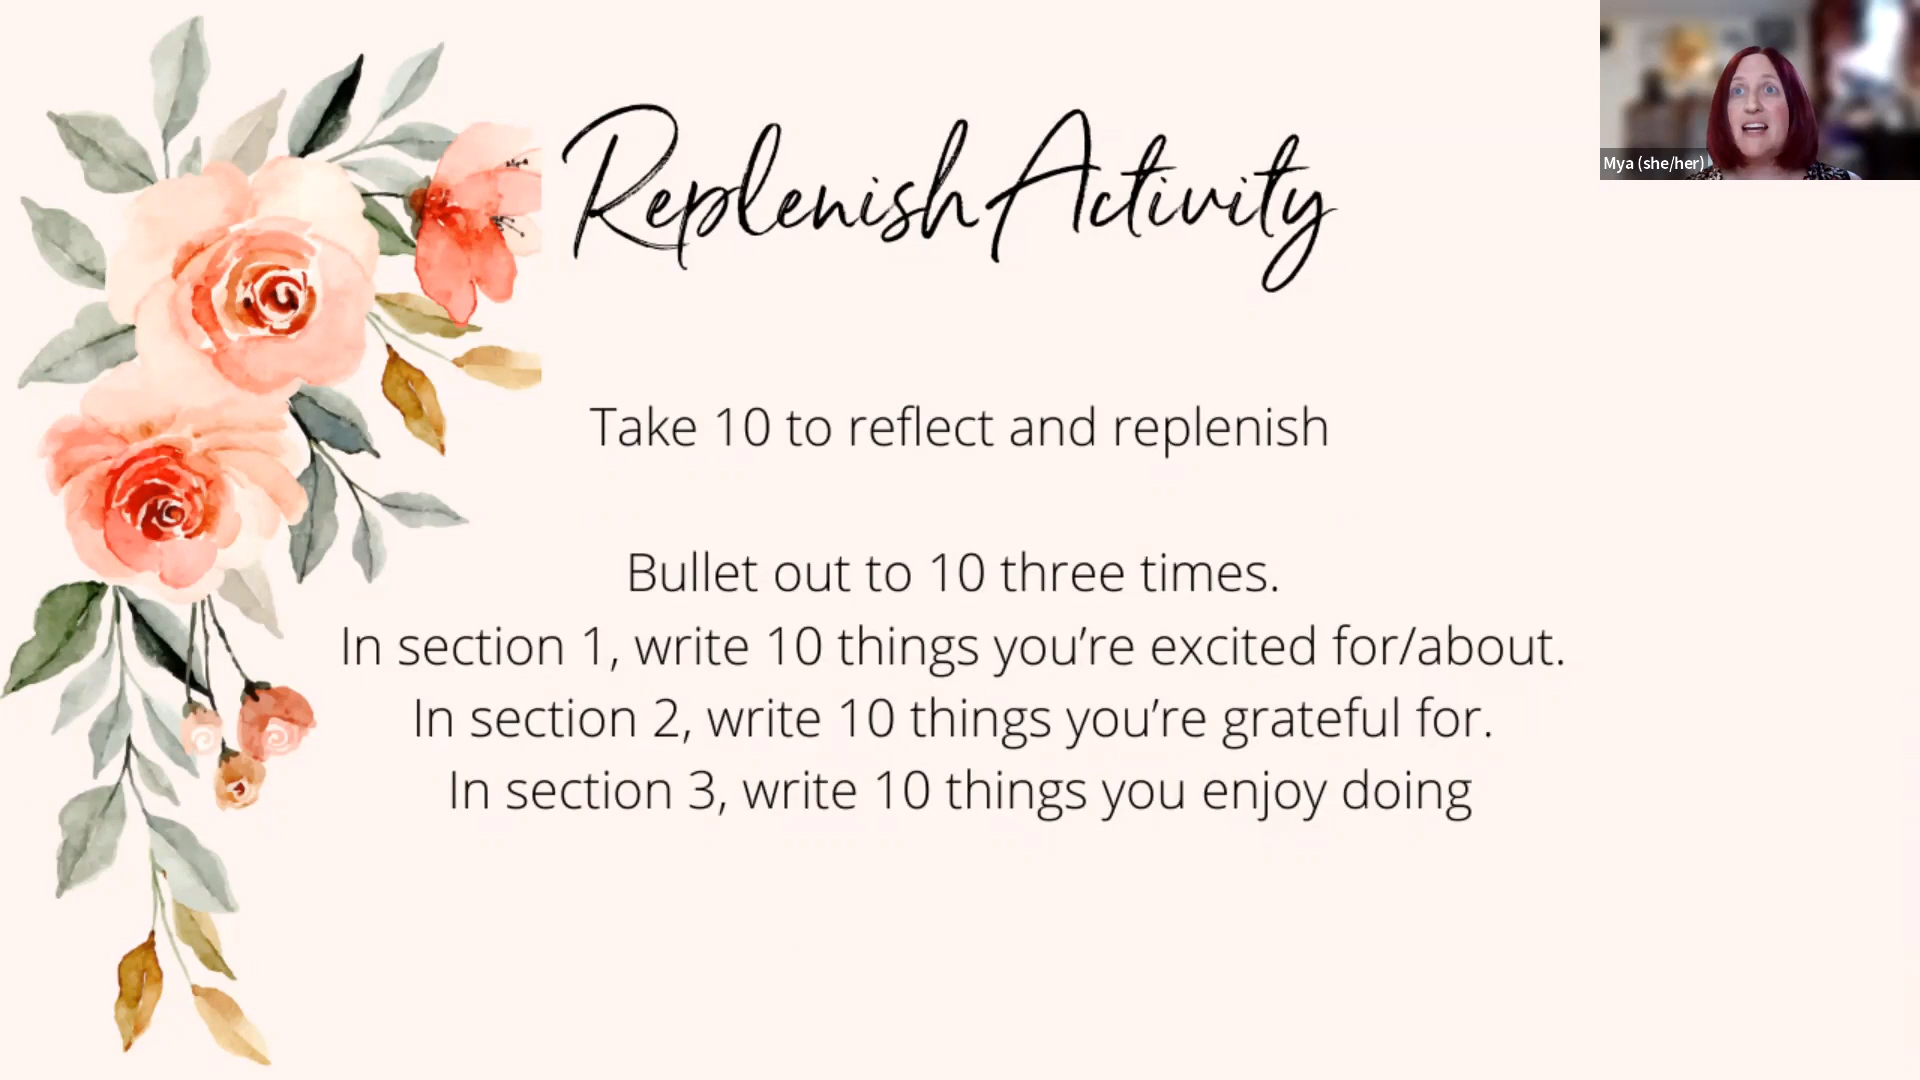 Replenish Activity
Mya (she/her)
Take 10 to reflect and replenish
Bullet out to 10 three times.
In section 1, write 10 things you’re excited for/about.
In section 2, write 10 things you’re grateful for.
In section 3, write 10 things you enjoy doing